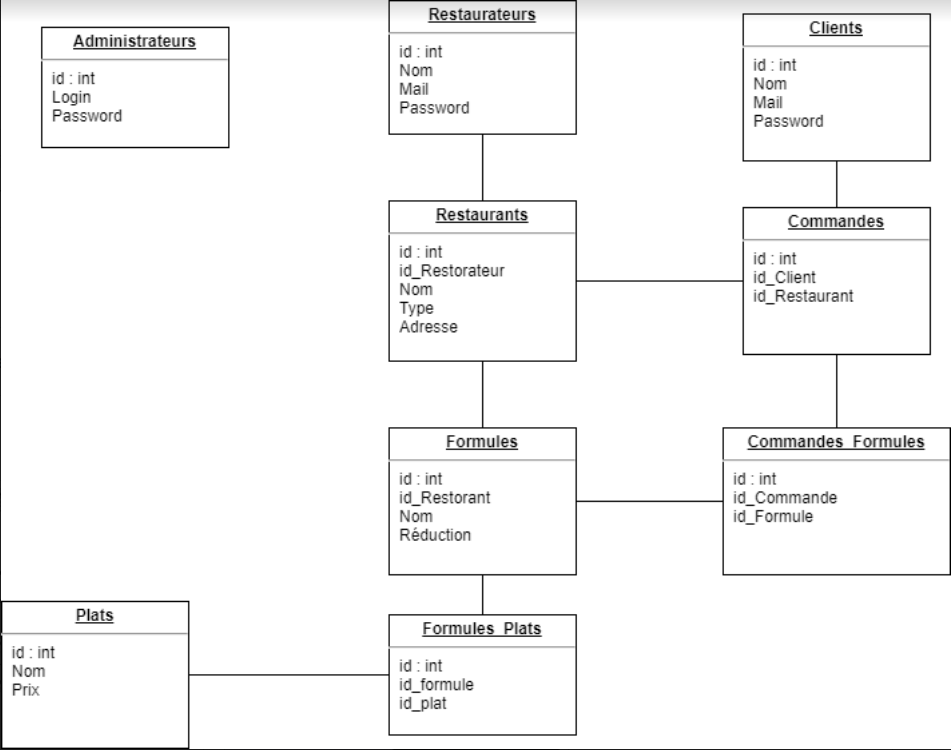 Administrateurs
id : int
Login
Password
Restaurateurs
id : int
Nom
Mail
Password
Clients
id : int
Nom
Mail
Password
Restaurants
id : int
id_Restorateur
Nom
Type
Adresse
Commandes
id : int
id_Client
id_Restaurant
Formules
id : int
id_Restorant
Nom
Réduction
Commandes_Formules
id : int
id_Commande
id_Formule
Plats
id : int
Nom
Prix
Formules_Plats
id : int
id_formule
id_plat